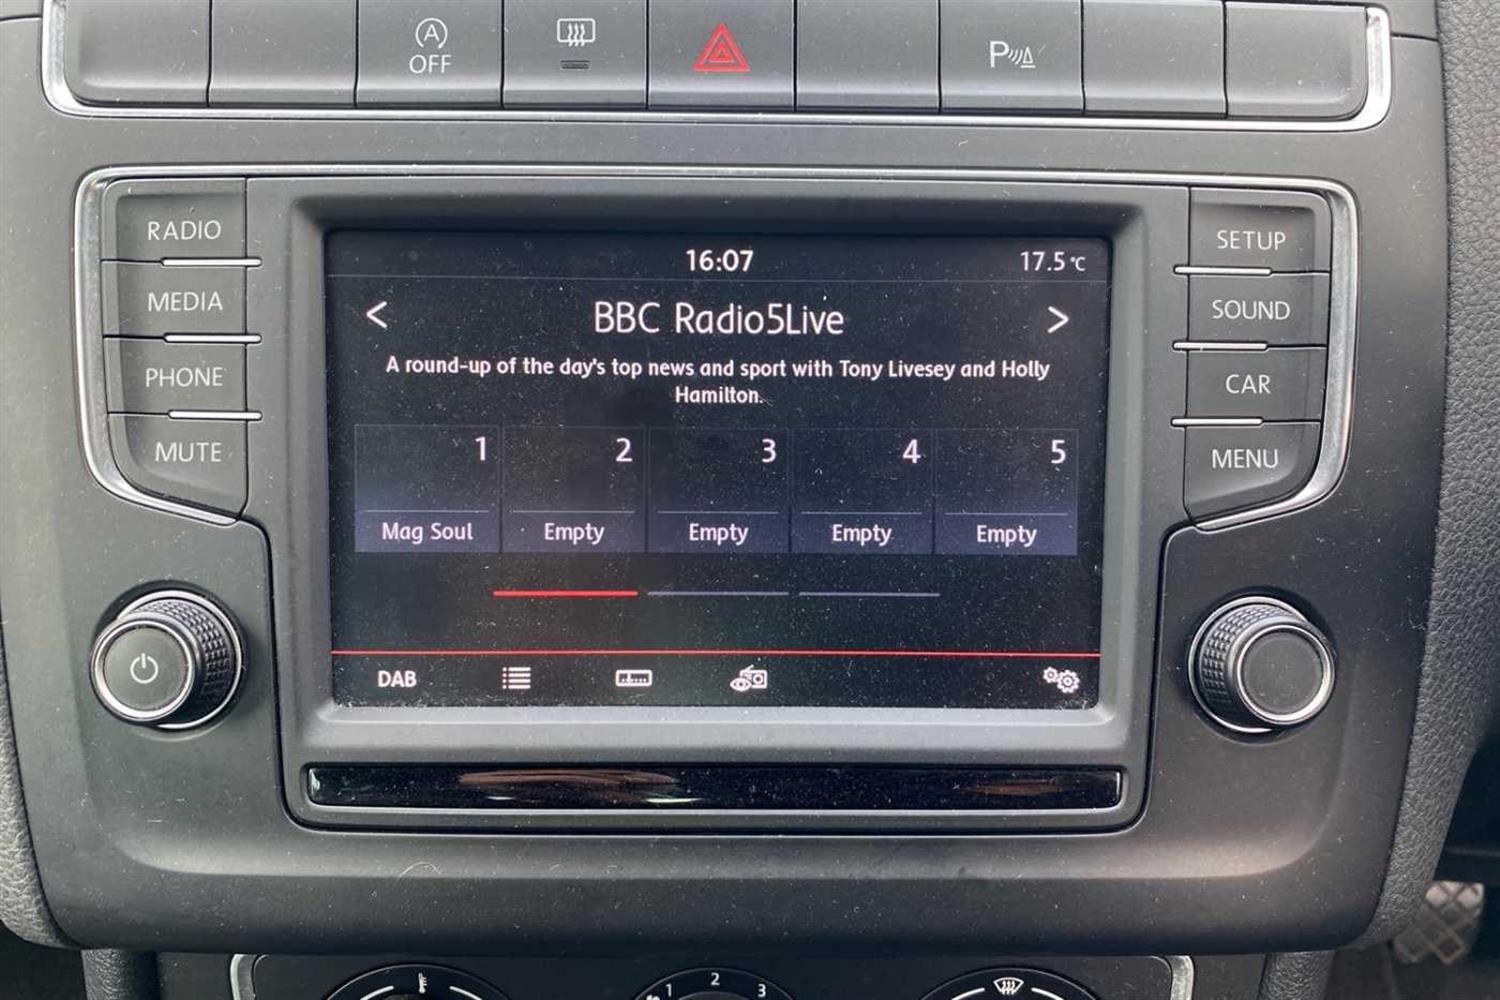 A
OFF
P
RADIO
MEDIA
PHONE
MUTE
16:07
17.5°C
< BBC Radio5Live >
A round-up of the day's top news and sport with Tony Livesey and Holly
Hamilton.
1 2 3 4 5
Mag Soul Empty Empty Empty Empty
DAB
SETUP
SOUND
CAR
MENU
1 2 3